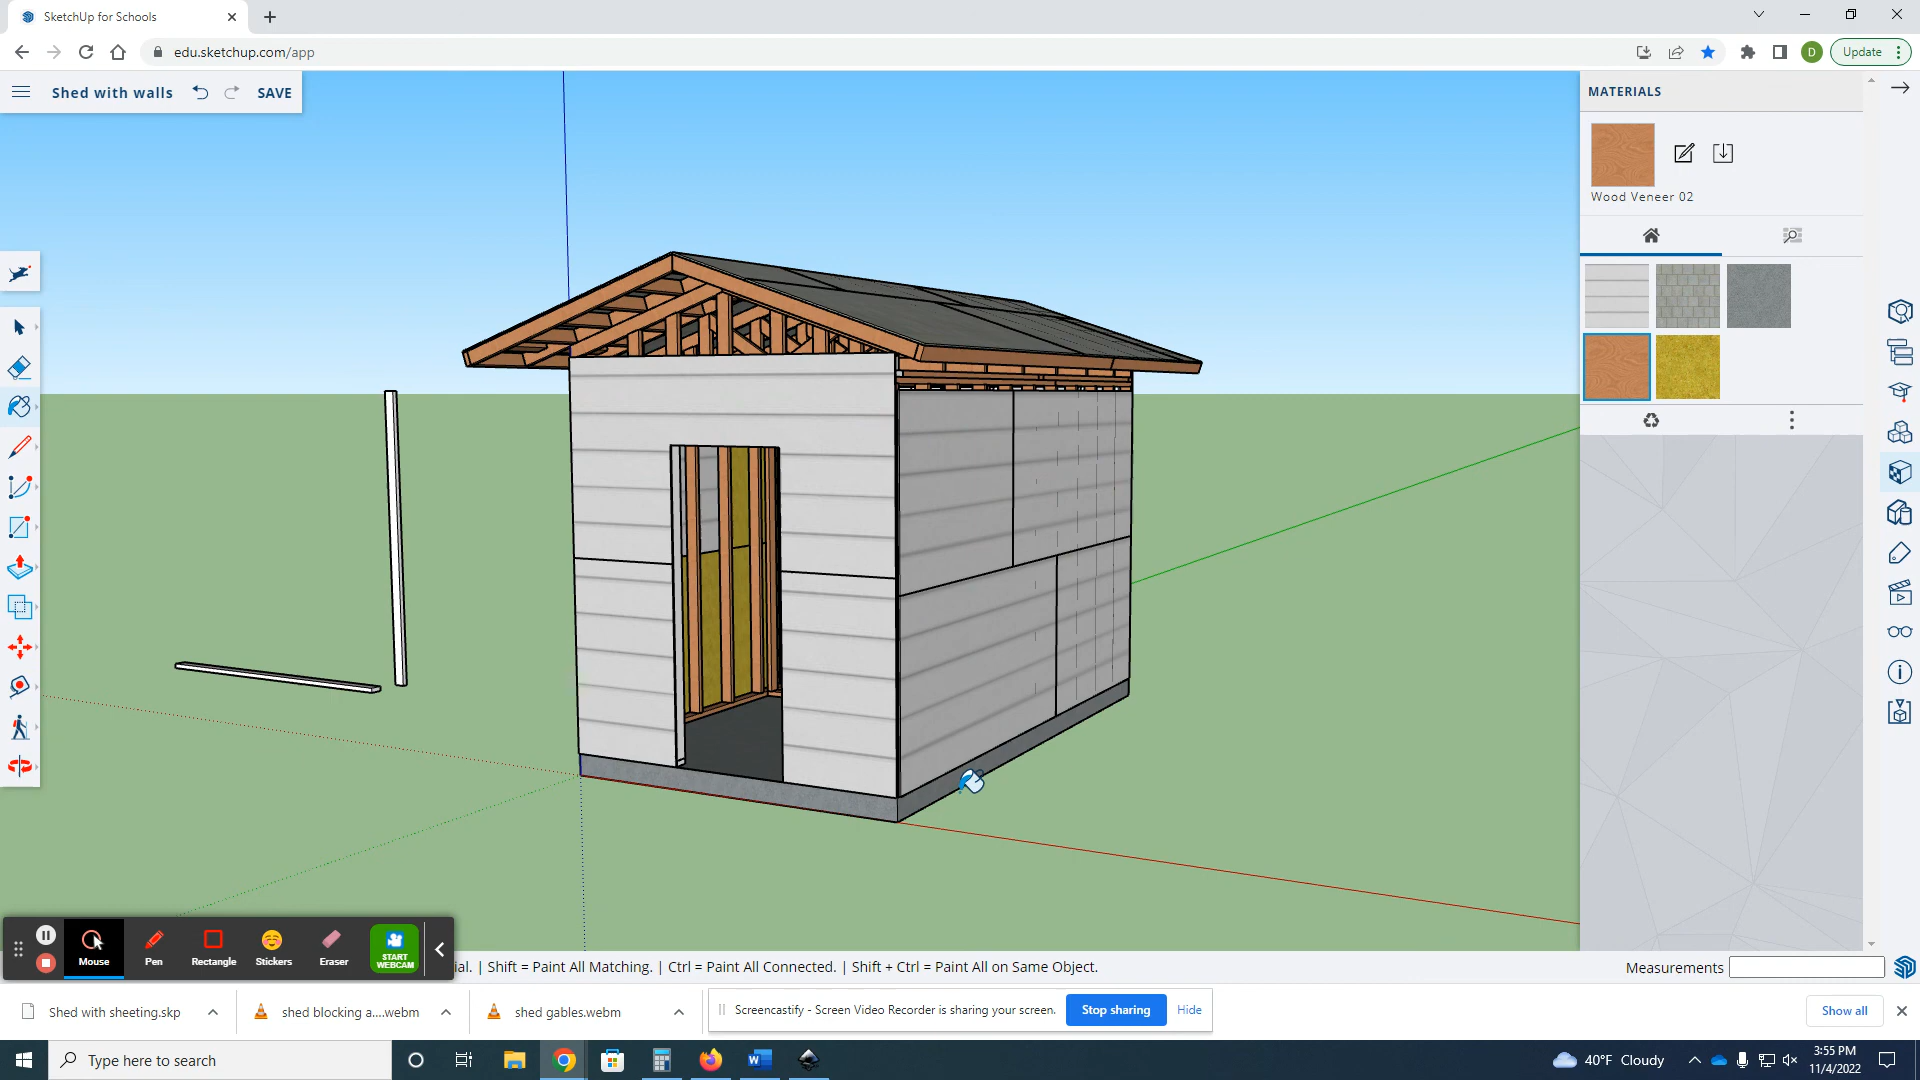 SketchUp for Schools
edu.sketchup.com/app
D
Update
Shed with walls
SAVE
MATERIALS
Wood Veneer 02
Mouse
Pen
Rectangle
Stickers
Eraser
START
WEBCAM
ial. | Shift = Paint All Matching. | Ctrl = Paint All Connected. | Shift + Ctrl = Paint All on Same Object.
Measurements
Shed with sheeting.skp
shed blocking a....webm
shed gables.webm
Screencastify - Screen Video Recorder is sharing your screen.
Stop sharing
Hide
Show all
Type here to search
W
40°F Cloudy
3:55 PM
11/4/2022